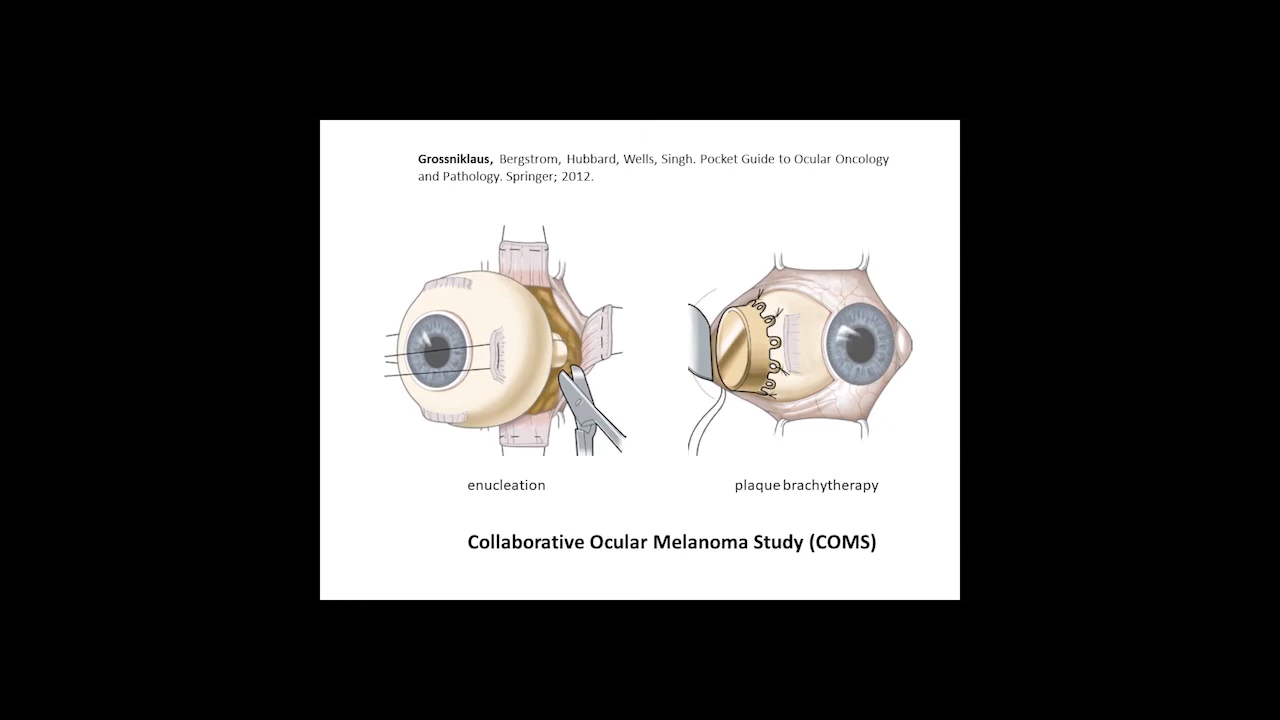 Grossniklaus, Bergstrom, Hubbard, Wells, Singh. Pocket Guide to Ocular Oncology
and Pathology. Springer; 2012.
enucleation
plaque brachytherapy
Collaborative Ocular Melanoma Study (COMS)